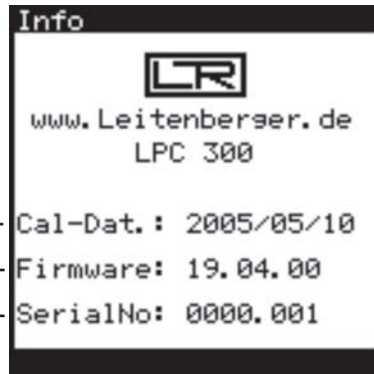 Info
LR
www.Leitenberger.de
LPC 300
Cal-Dat.: 2005/05/10
Firmware: 19.04.00
SerialNo: 0000.001